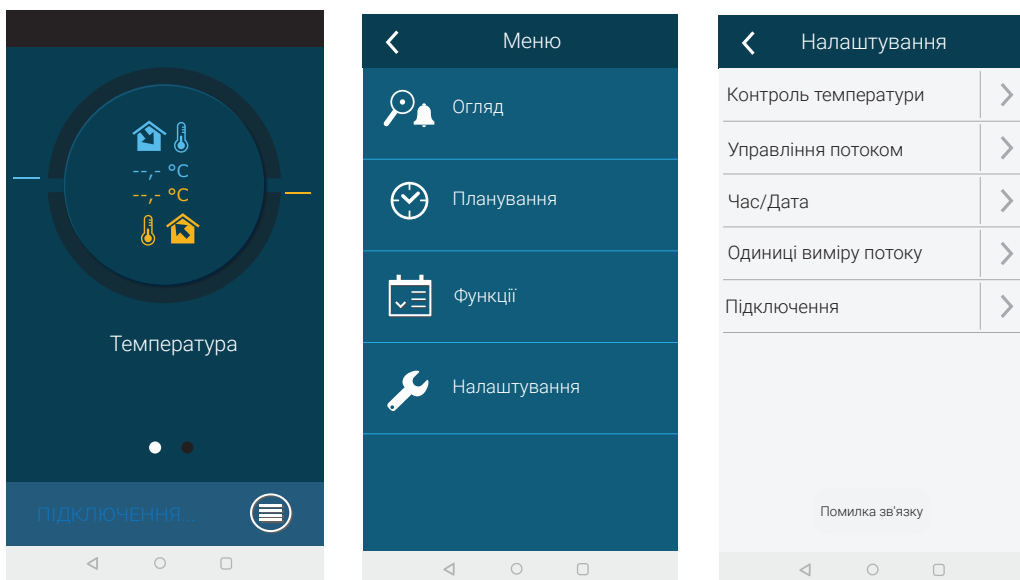 --,- °C
--,- °C
Температура
ПІДКЛЮЧЕННЯ...
Меню
Огляд
Планування
Функції
Налаштування
Налаштування
Контроль температури
Управління потоком
Час/Дата
Одиниці виміру потоку
Підключення
Помилка зв'язку